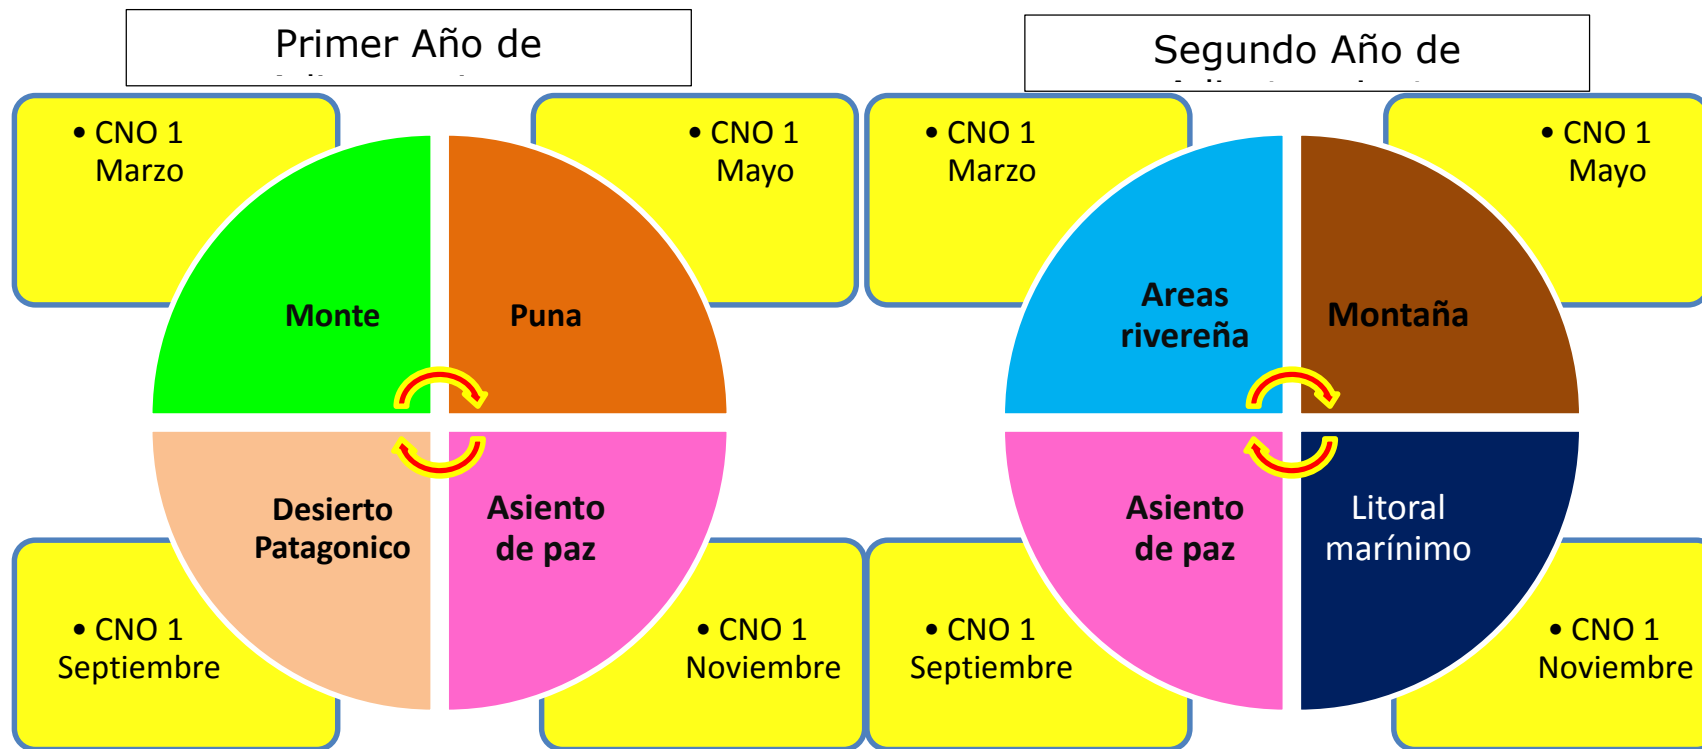 Primer Año de
• CNO 1
Marzo
• CNO 1
Mayo
Monte
Puna
Desierto
Patagonico
Asiento
de paz
• CNO 1
Septiembre
• CNO 1
Noviembre
Segundo Año de
• CNO 1
Marzo
• CNO 1
Mayo
Areas
rivereña
Montaña
Asiento
de paz
Litoral
marínimo
• CNO 1
Septiembre
• CNO 1
Noviembre